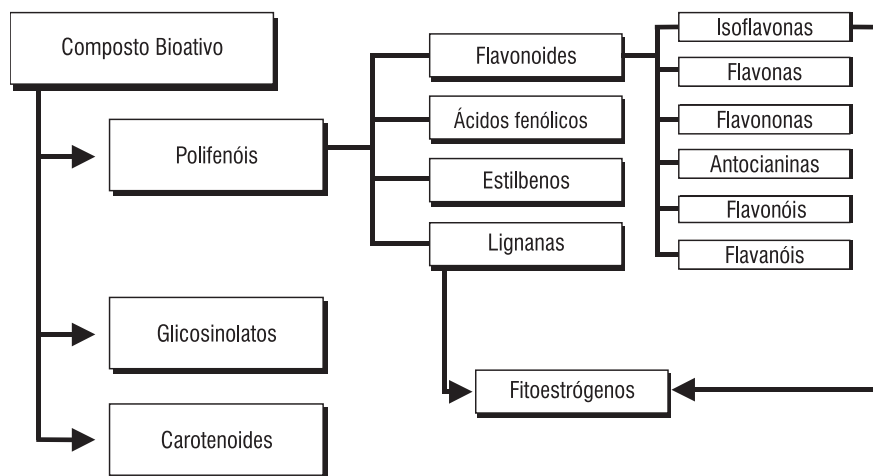 Composto Bioativo
Polifenóis
Glicosinolatos
Carotenoides
Flavonoides
Ácidos fenólicos
Estilbenos
Lignanas
Fitoestrógenos
Isoflavonas
Flavonas
Flavononas
Antocianinas
Flavonóis
Flavanóis